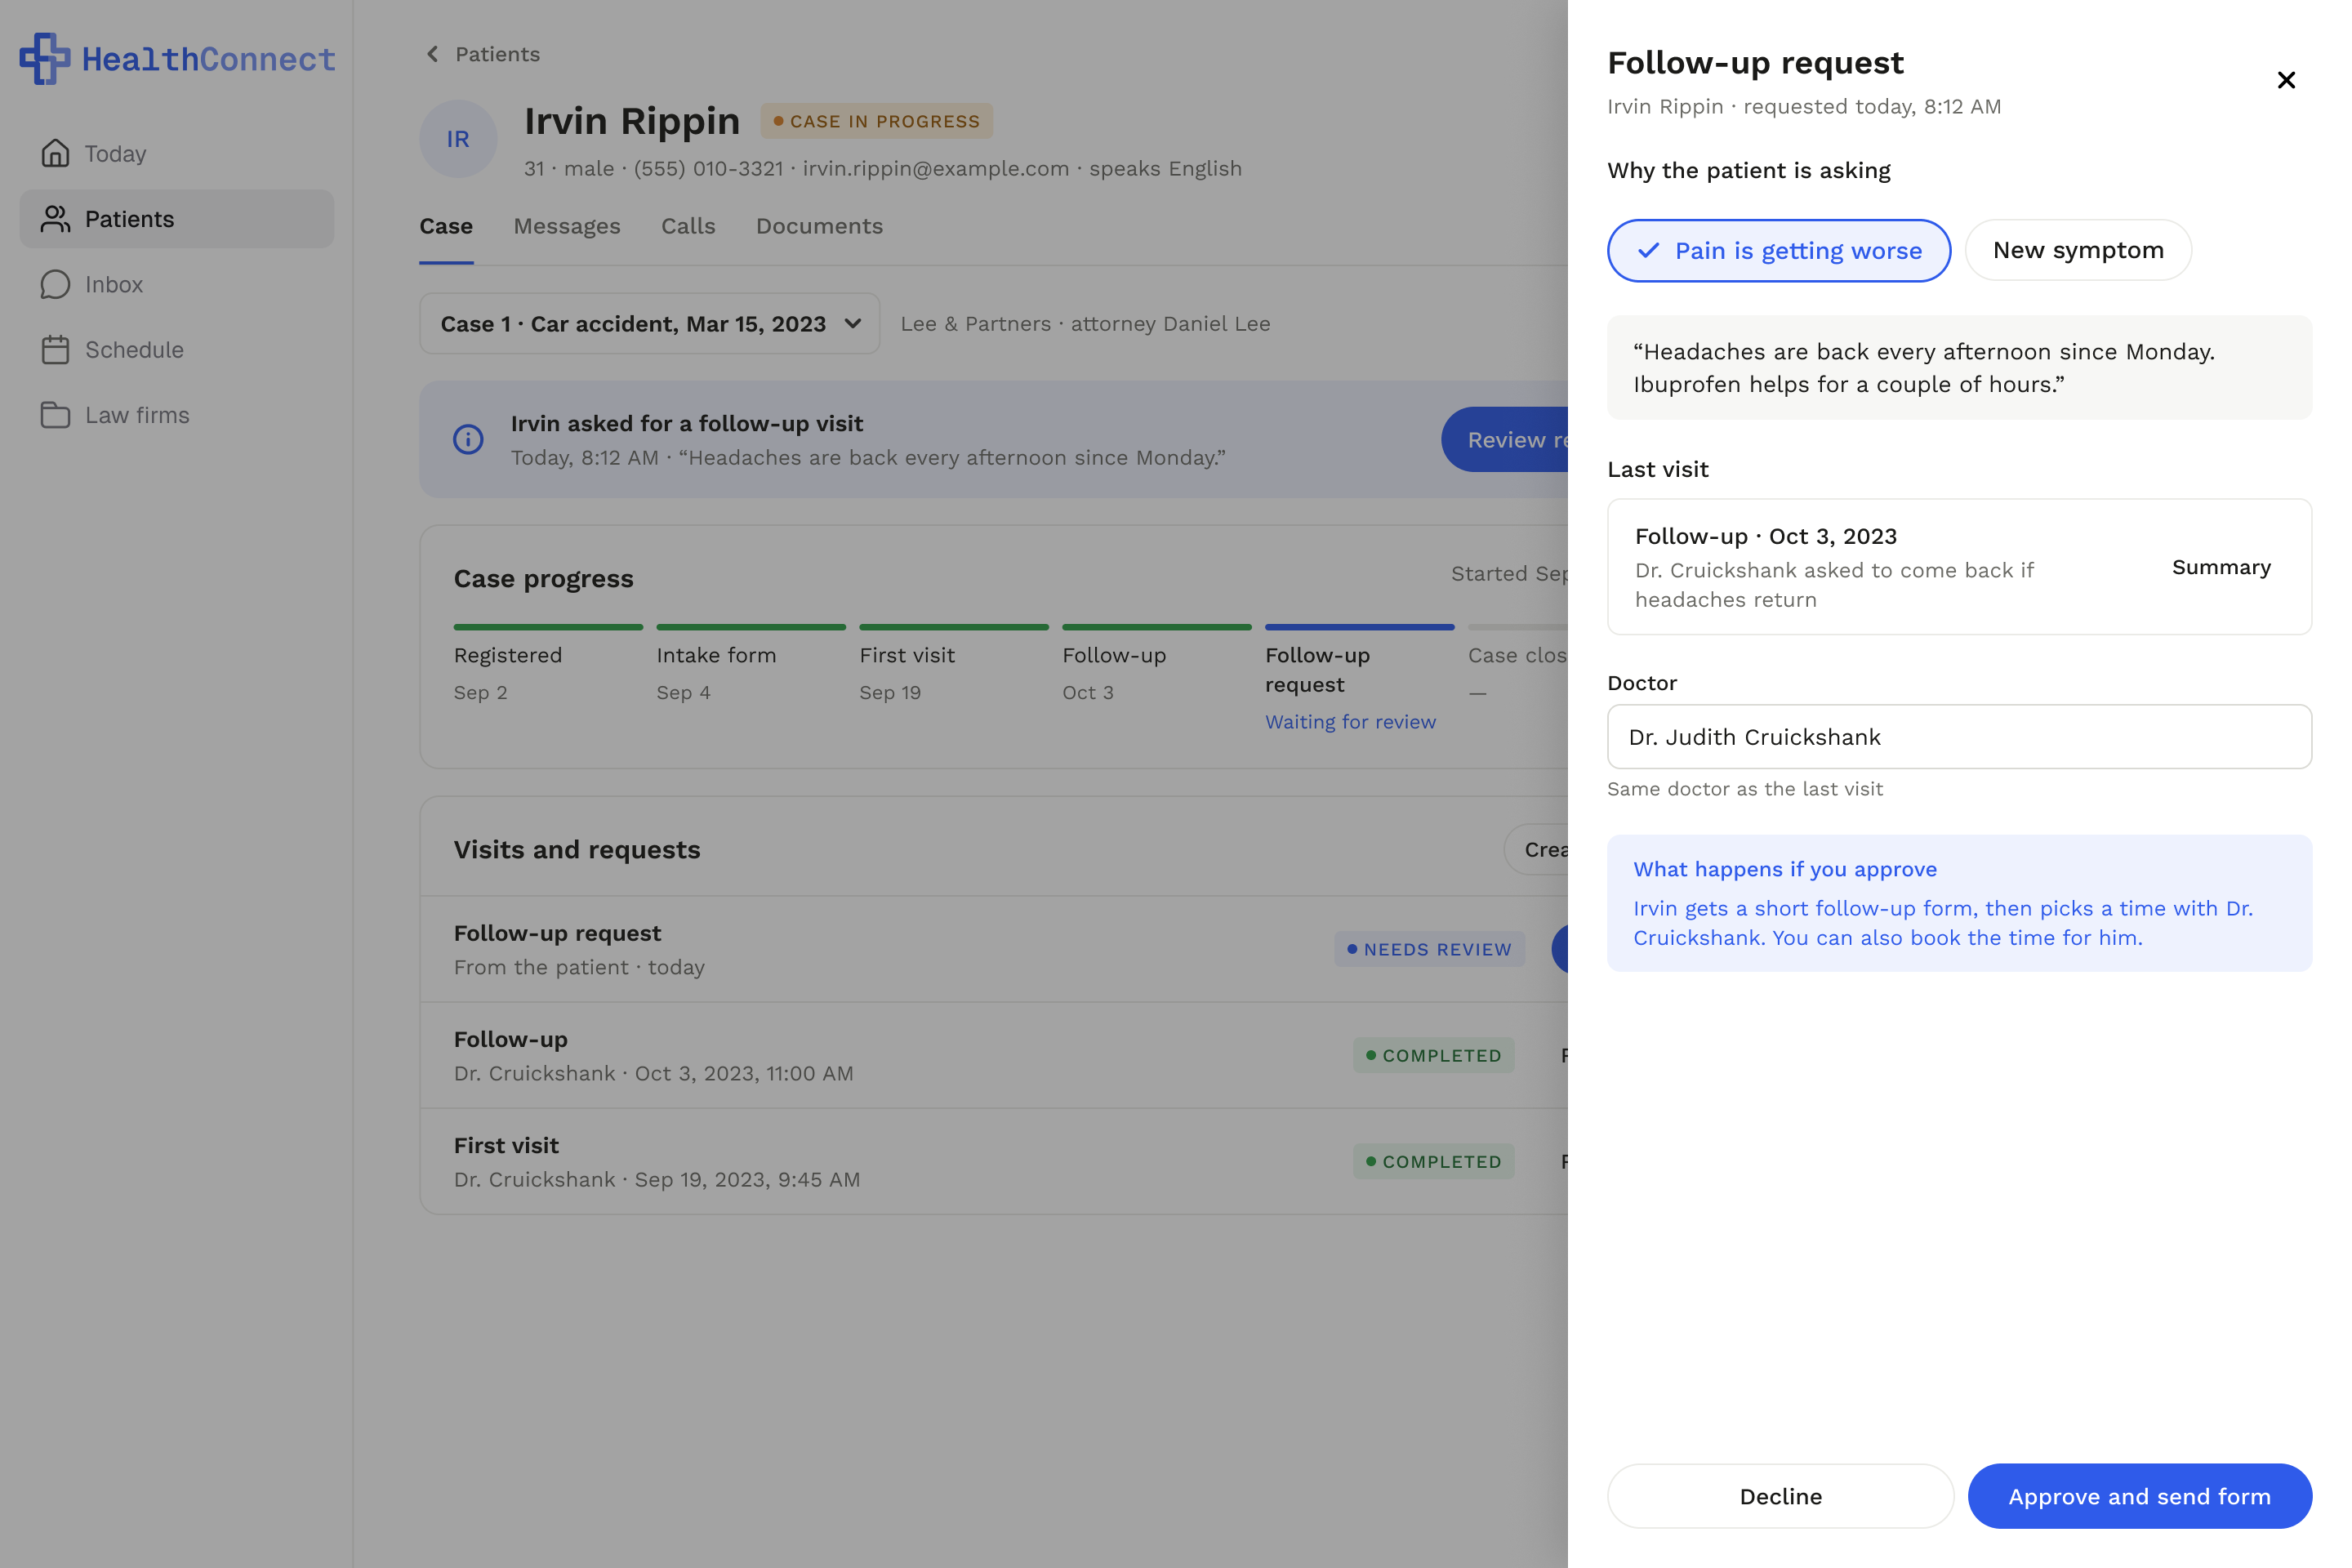 HealthConnect
Today
Patients
Inbox
Schedule
Law firms
Patients
IR
Irvin Rippin
CASE IN PROGRESS
31 · male · (555) 010-3321 · irvin.rippin@example.com · speaks English
Case
Messages
Calls
Documents
Case 1 · Car accident, Mar 15, 2023
Lee & Partners · attorney Daniel Lee
Irvin asked for a follow-up visit
Today, 8:12 AM · “Headaches are back every afternoon since Monday.”
Review
Case progress
Started Sep
Registered
Sep 2
Intake form
Sep 4
First visit
Sep 19
Follow-up
Oct 3
Follow-up
request
Waiting for review
Case
—
Visits and requests
Follow-up request
From the patient · today
NEEDS REVIEW
Follow-up
Dr. Cruickshank · Oct 3, 2023, 11:00 AM
COMPLETED
First visit
Dr. Cruickshank · Sep 19, 2023, 9:45 AM
COMPLETED
Follow-up request
Irvin Rippin · requested today, 8:12 AM
Why the patient is asking
Pain is getting worse
New symptom
“Headaches are back every afternoon since Monday.
Ibuprofen helps for a couple of hours.”
Last visit
Follow-up · Oct 3, 2023
Dr. Cruickshank asked to come back if
headaches return
Summary
Doctor
Dr. Judith Cruickshank
Same doctor as the last visit
What happens if you approve
Irvin gets a short follow-up form, then picks a time with Dr.
Cruickshank. You can also book the time for him.
Decline
Approve and send form